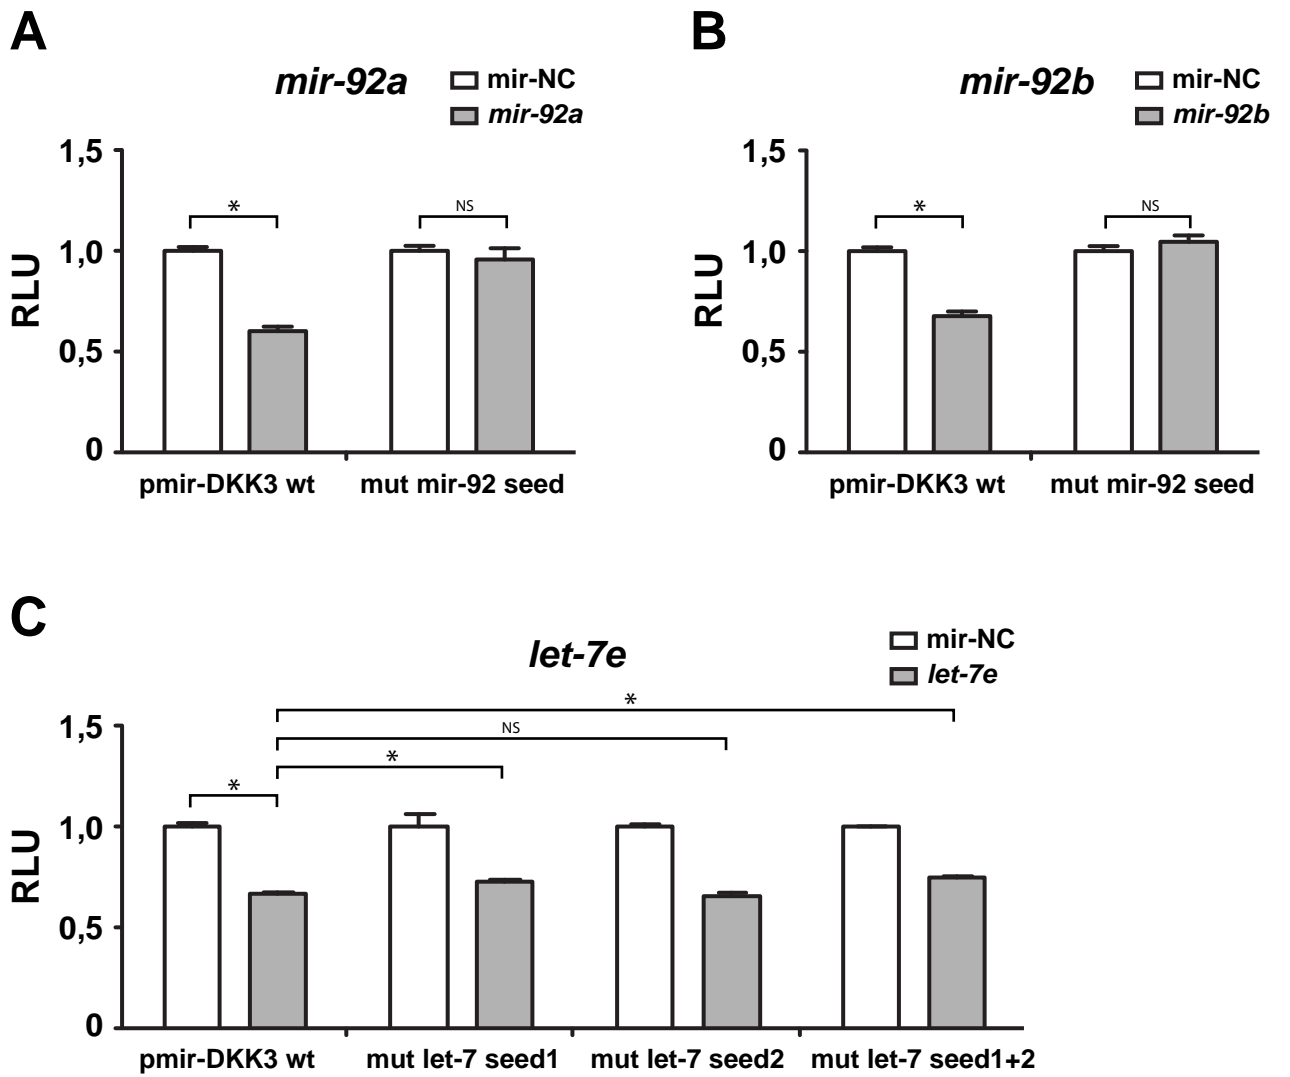 A
mir-92a
mir-NC
mir-92a
1,5
1,0
0,5
0
RLU
*
NS
pmir-DKK3 wt
mut mir-92 seed
B
mir-92b
mir-NC
mir-92b
1,5
1,0
0,5
0
RLU
*
NS
pmir-DKK3 wt
mut mir-92 seed
C
let-7e
mir-NC
let-7e
1,5
1,0
0,5
0
RLU
*
NS
*
*
pmir-DKK3 wt
mut let-7 seed1
mut let-7 seed2
mut let-7 seed1+2